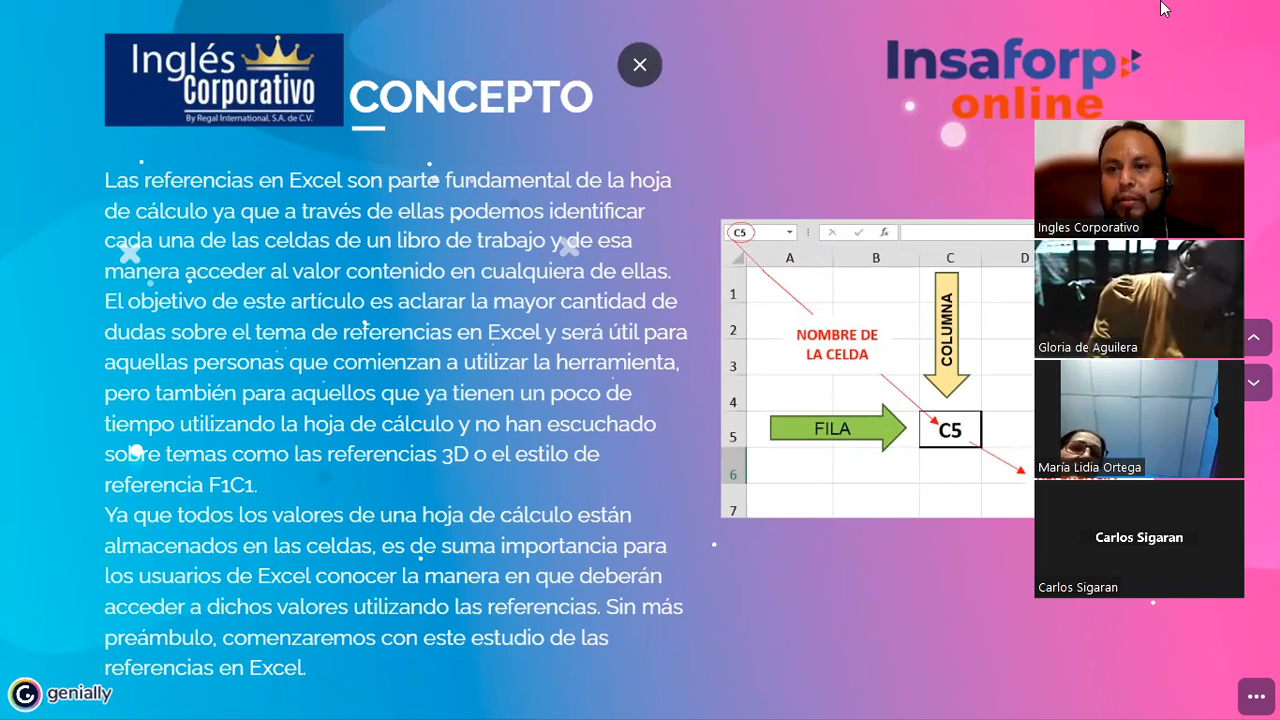 Inglés
Corporativo
By Regal International, S.A. de C.V.
CONCEPTO
Insaforp
online
Las referencias en Excel son parte fundamental de la hoja
de cálculo ya que a través de ellas podemos identificar
cada una de las celdas de un libro de trabajo y de esa
manera acceder al valor contenido en cualquiera de ellas.
El objetivo de este artículo es aclarar la mayor cantidad de
dudas sobre el tema de referencias en Excel y será útil para
aquellas personas que comienzan a utilizar la herramienta,
pero también para aquellos que ya tienen un poco de
tiempo utilizando la hoja de cálculo y no han escuchado
sobre temas como las referencias 3D o el estilo de
referencia F1C1.
Ya que todos los valores de una hoja de cálculo están
almacenados en las celdas, es de suma importancia para
los usuarios de Excel conocer la manera en que deberán
acceder a dichos valores utilizando las referencias. Sin más
preámbulo, comenzaremos con este estudio de las
referencias en Excel.
C5
fx
A B C D
1
2
3
4
5
6
7
NOMBRE DE
LA CELDA
COLUMNA
FILA
C5
Ingles Corporativo
Gloria de Aguilera
María Lidia Ortega
Carlos Sigaran
Carlos Sigaran
genially